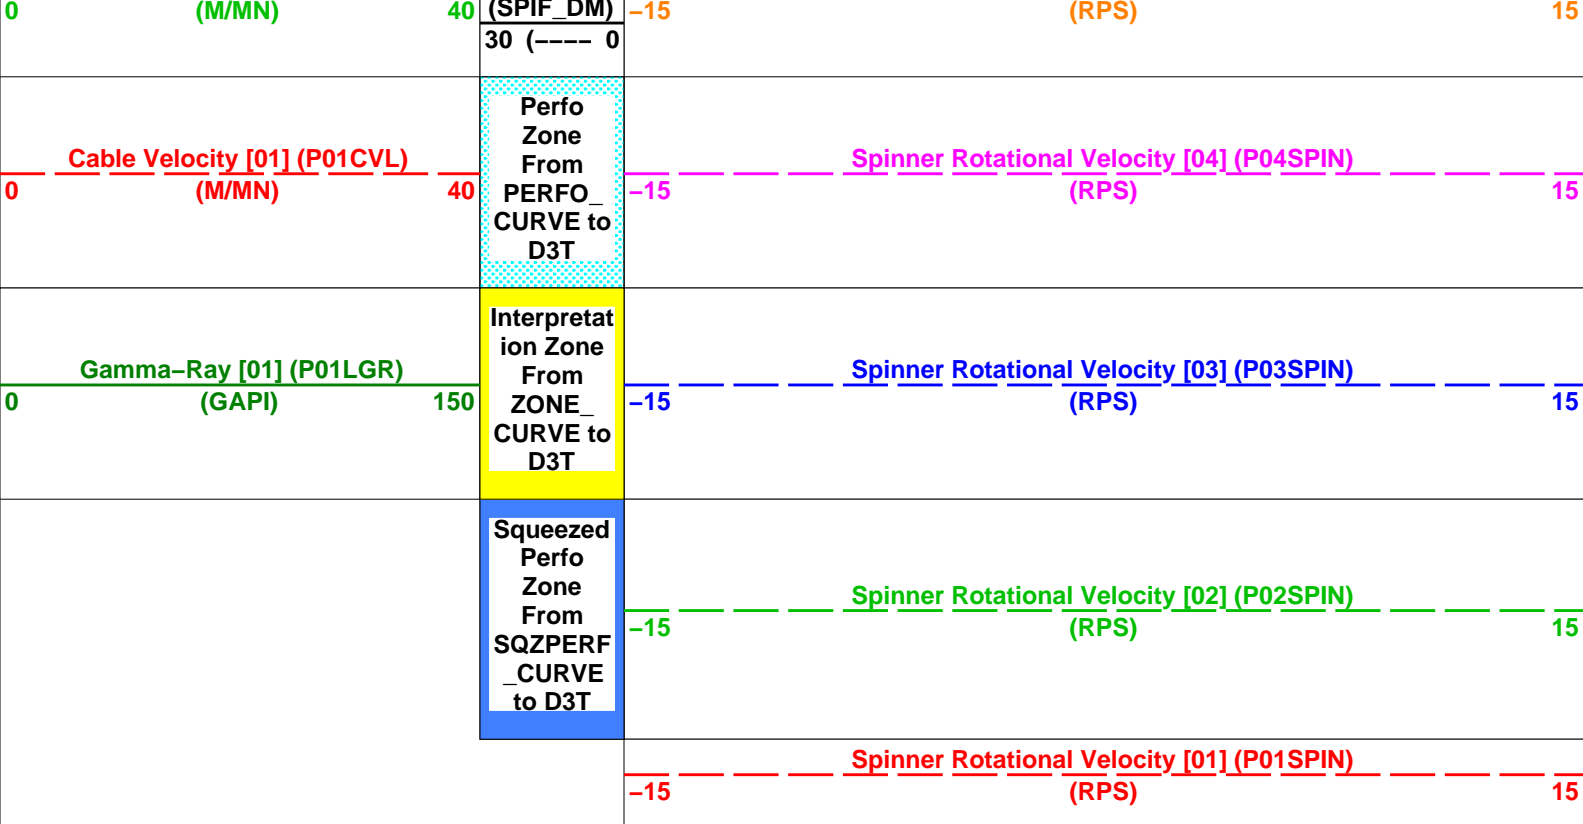 0 (M/MN) 40
(SPIF_DM)
30 (---- 0
-15 (RPS) 15
Cable Velocity [01] (P01CVL)
0 (M/MN) 40
Perfo
Zone
From
PERFO_
CURVE to
D3T
Spinner Rotational Velocity [04] (P04SPIN)
-15 (RPS) 15
Gamma-Ray [01] (P01LGR)
0 (GAPI) 150
Interpretat
ion Zone
From
ZONE_
CURVE to
D3T
Spinner Rotational Velocity [03] (P03SPIN)
-15 (RPS) 15
Squeezed
Perfo
Zone
From
SQZPERF
_CURVE
to D3T
Spinner Rotational Velocity [02] (P02SPIN)
-15 (RPS) 15
Spinner Rotational Velocity [01] (P01SPIN)
-15 (RPS) 15